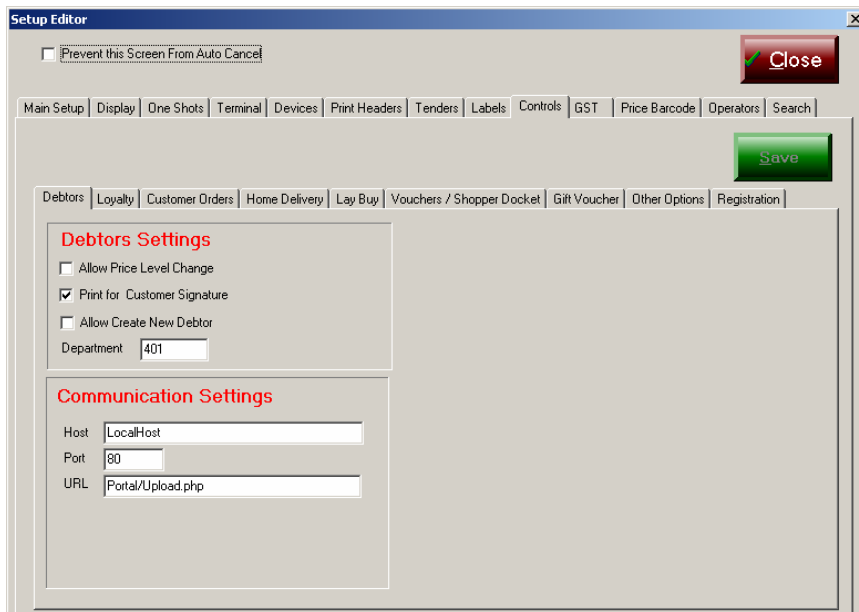 Setup Editor
Prevent this Screen From Auto Cancel
Close
Main Setup Display One Shots Terminal Devices Print Headers Tenders Labels Controls GST Price Barcode Operators Search
Save
Debtors Loyalty Customer Orders Home Delivery Lay Buy Vouchers / Shopper Docket Gift Voucher Other Options Registration
Debtors Settings
Allow Price Level Change
Print for Customer Signature
Allow Create New Debtor
Department 401
Communication Settings
Host LocalHost
Port 80
URL Portal/Upload.php